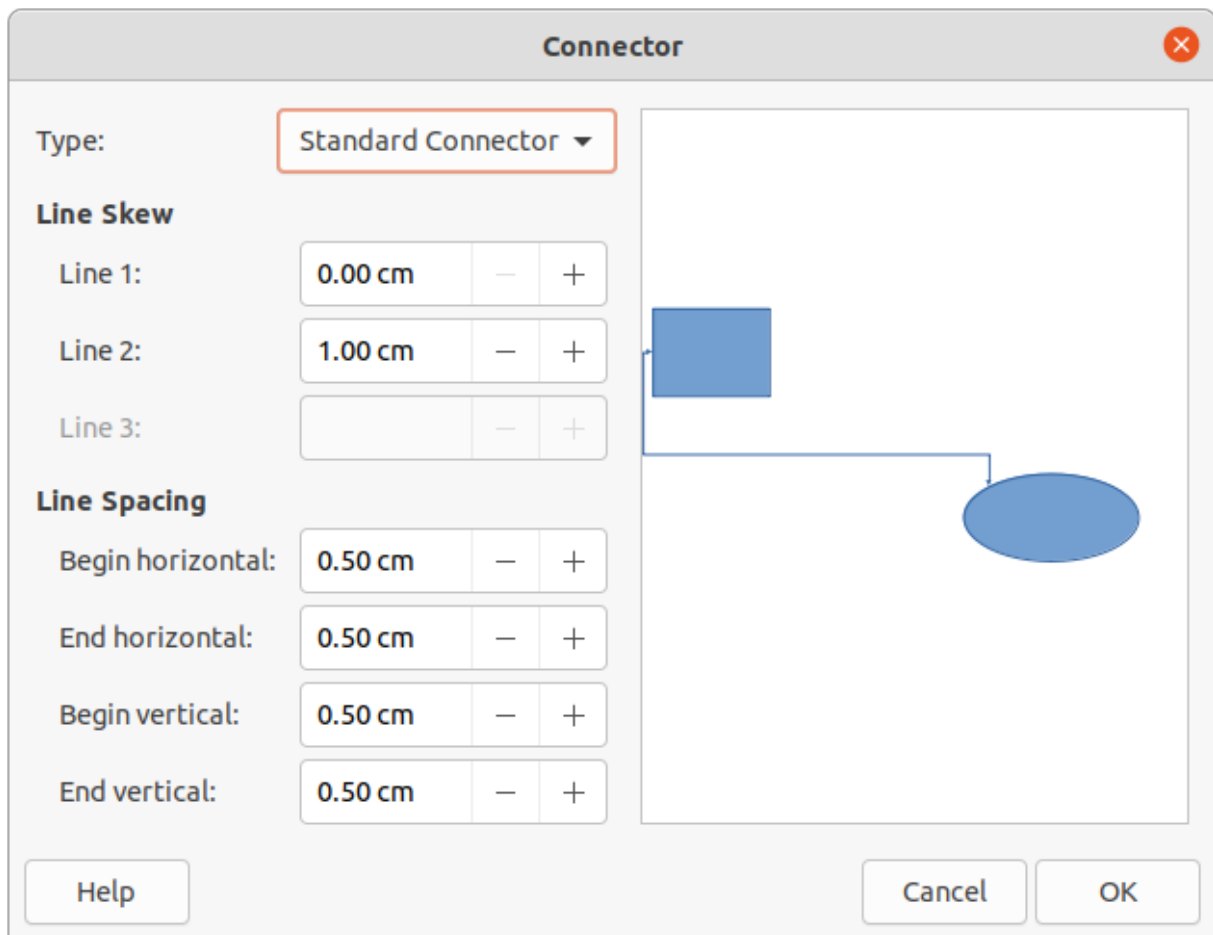 Connector
Type: Standard Connector
Line Skew
Line 1: 0.00 cm
Line 2: 1.00 cm
Line 3:
Line Spacing
Begin horizontal: 0.50 cm
End horizontal: 0.50 cm
Begin vertical: 0.50 cm
End vertical: 0.50 cm
Help Cancel OK